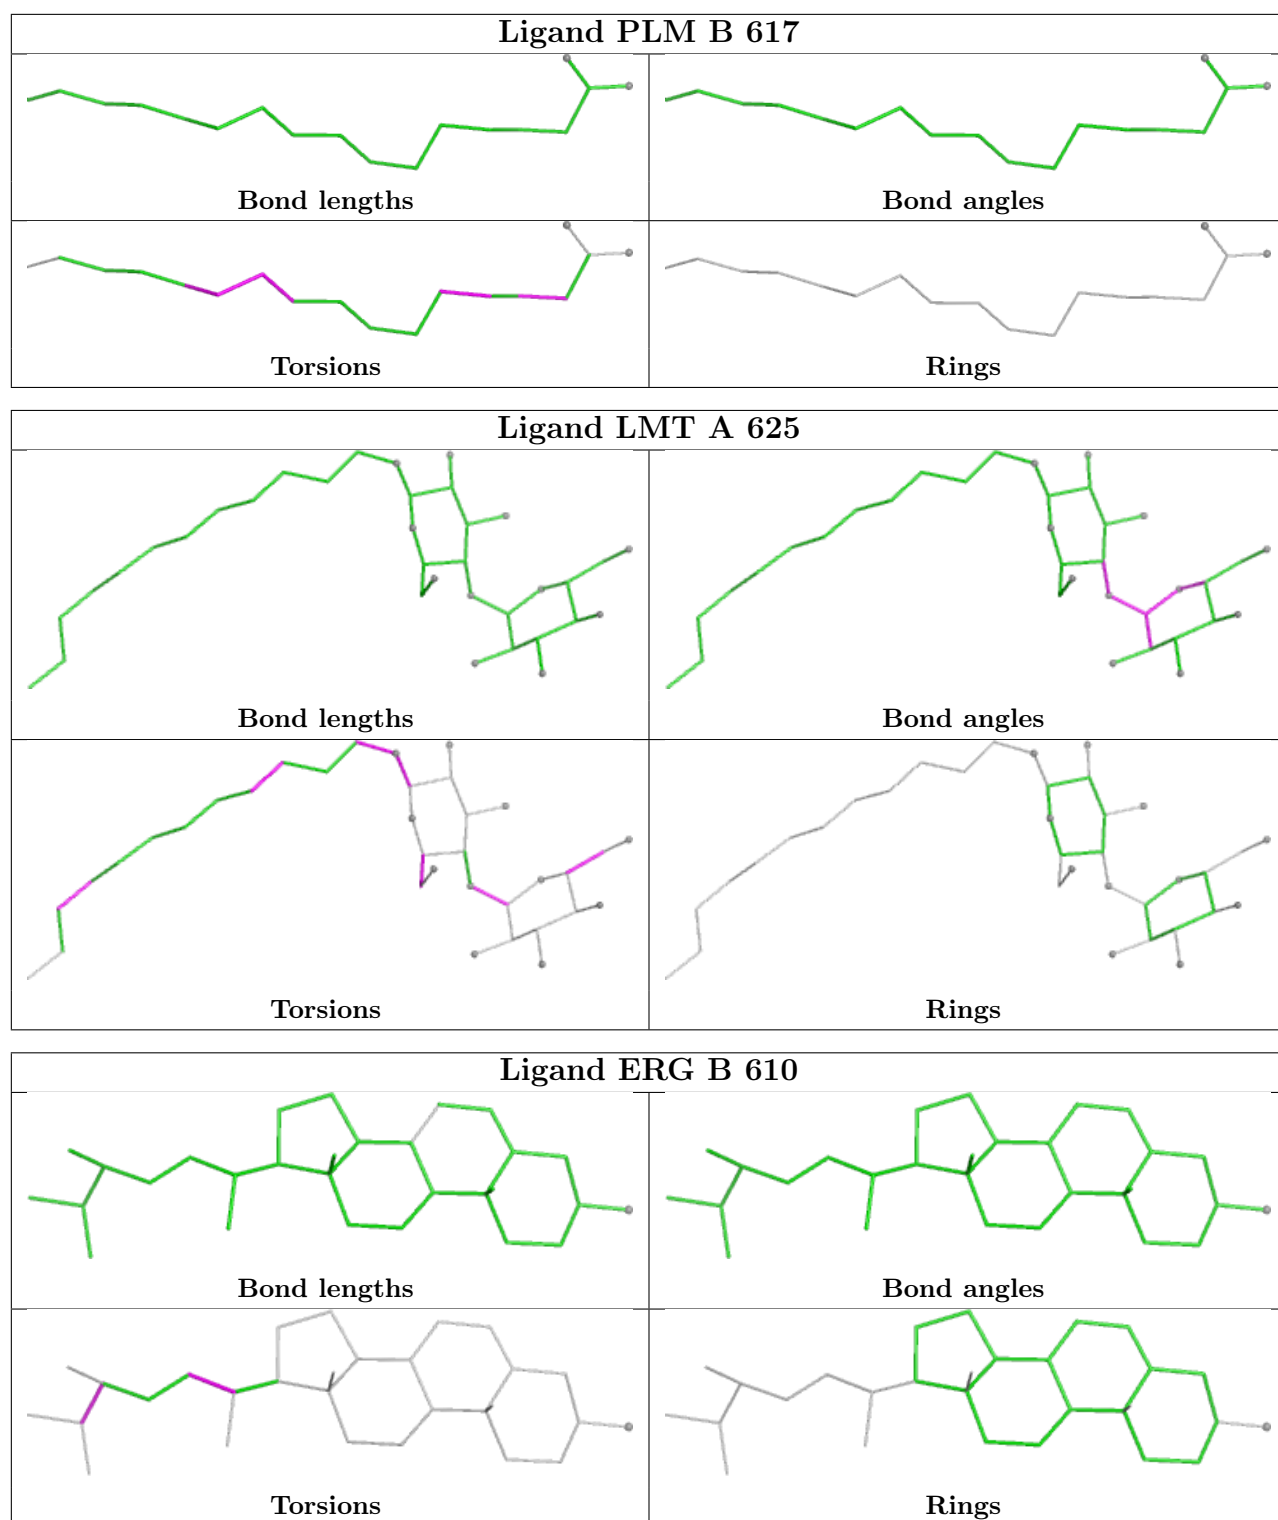 Ligand PLM B 617
Bond lengths
Bond angles
Torsions
Rings
Ligand LMT A 625
Bond lengths
Bond angles
Torsions
Rings
Ligand ERG B 610
Bond lengths
Bond angles
Torsions
Rings